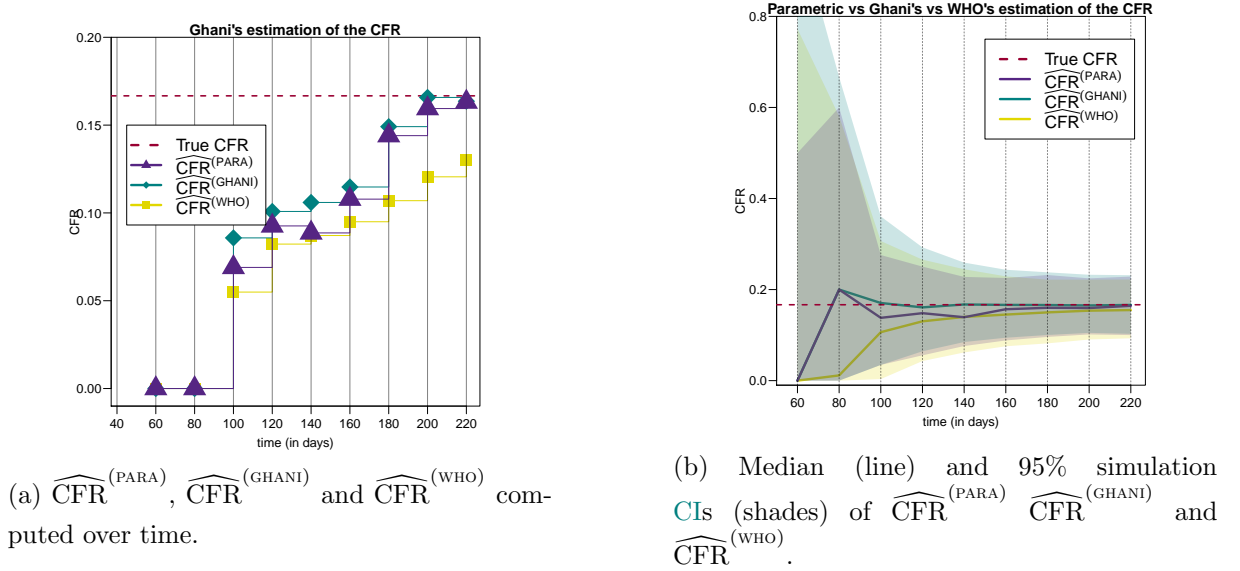 Ghani's estimation of the CFR
0.20
0.15
0.10
0.05
0.00
CFR
True CFR
CFR^(PARA)
CFR^(GHANI)
CFR^(WHO)
40 60 80 100 120 140 160 180 200 220
time (in days)
(a) CFR^(PARA), CFR^(GHANI) and CFR^(WHO) com-
puted over time.
Parametric vs Ghani's vs WHO's estimation of the CFR
0.8
0.6
0.4
0.2
0.0
CFR
True CFR
CFR^(PARA)
CFR^(GHANI)
CFR^(WHO)
60 80 100 120 140 160 180 200 220
time (in days)
(b) Median (line) and 95% simulation
CIs (shades) of CFR^(PARA) CFR^(GHANI) and
CFR^(WHO).